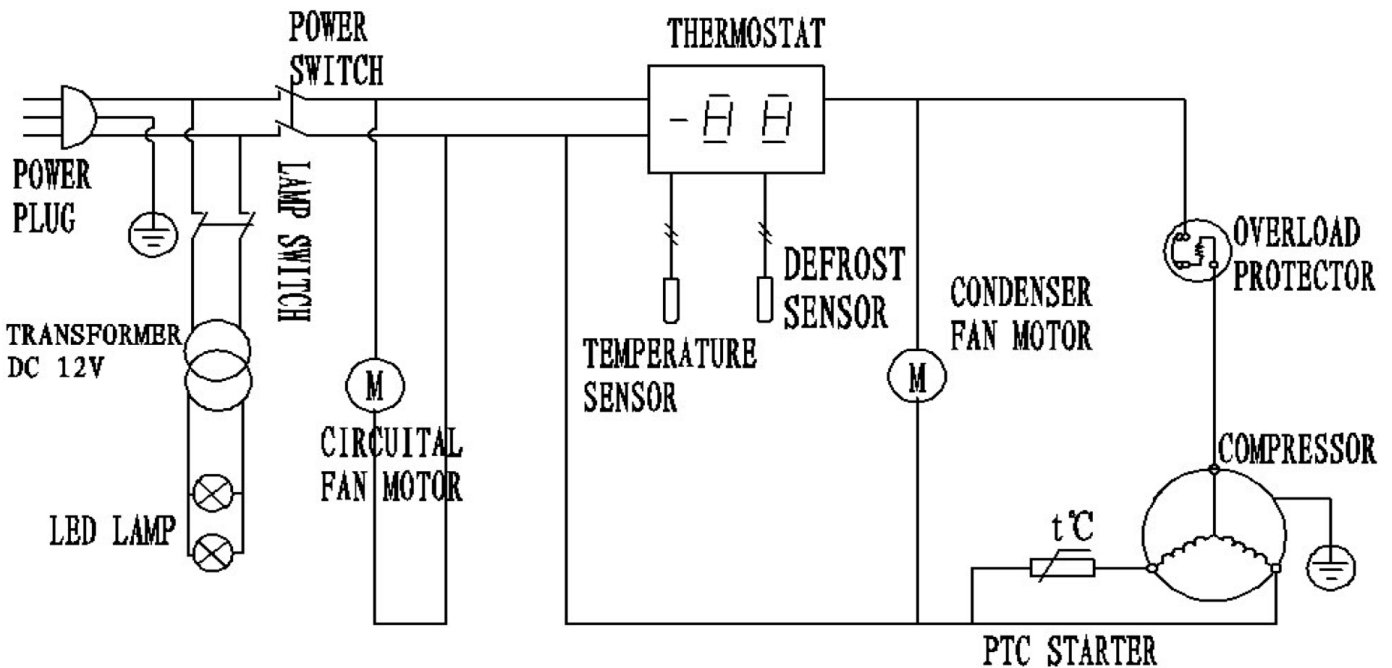 POWER
SWITCH
THERMOSTAT
-88
POWER
PLUG
LAMP SWITCH
OVERLOAD
PROTECTOR
DEFROST
SENSOR
CONDENSER
FAN MOTOR
TRANSFORMER
DC 12V
TEMPERATURE
SENSOR
M
M
CIRCUITAL
FAN MOTOR
COMPRESSOR
LED LAMP
t℃
PTC STARTER